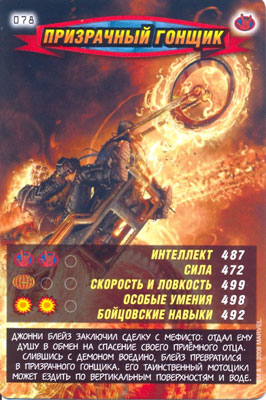 078
ПРИЗРАЧНЫЙ ГОНЩИК
ИНТЕЛЛЕКТ 487
СИЛА 472
СКОРОСТЬ И ЛОВКОСТЬ 499
ОСОБЫЕ УМЕНИЯ 498
БОЙЦОВСКИЕ НАВЫКИ 492
ДЖОННИ БЛЕЙЗ ЗАКЛЮЧИЛ СДЕЛКУ С МЕФИСТО: ОТДАЛ ЕМУ
ДУШУ В ОБМЕН НА СПАСЕНИЕ СВОЕГО ПРИЁМНОГО ОТЦА.
СЛИВШИСЬ С ДЕМОНОМ ВОЕДИНО, БЛЕЙЗ ПРЕВРАТИЛСЯ
В ПРИЗРАЧНОГО ГОНЩИКА. ЕГО ТАИНСТВЕННЫЙ МОТОЦИКЛ
МОЖЕТ ЕЗДИТЬ ПО ВЕРТИКАЛЬНЫМ ПОВЕРХНОСТЯМ И ВОДЕ.